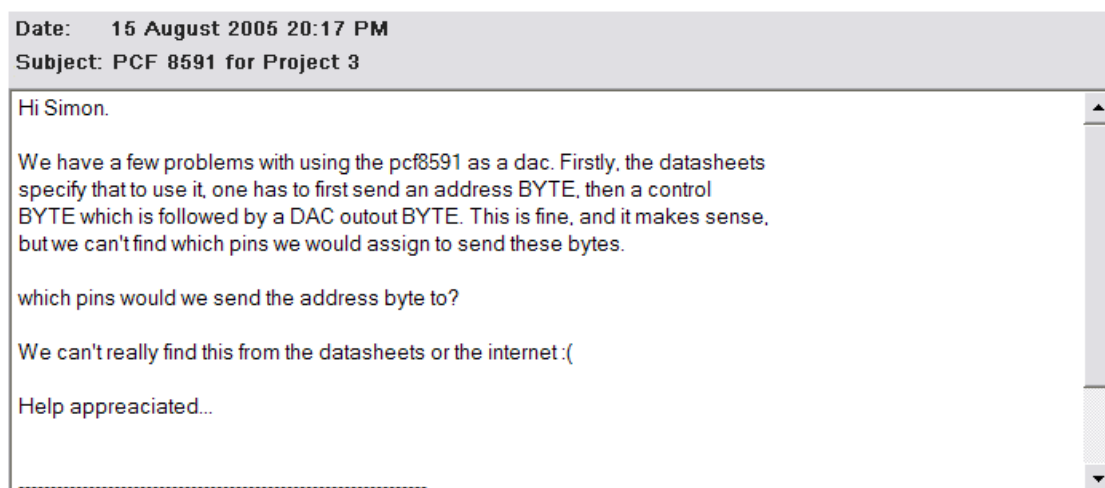 Date: 15 August 2005 20:17 PM
Subject: PCF 8591 for Project 3
Hi Simon.
We have a few problems with using the pcf8591 as a dac. Firstly, the datasheets
specify that to use it, one has to first send an address BYTE, then a control
BYTE which is followed by a DAC outout BYTE. This is fine, and it makes sense,
but we can't find which pins we would assign to send these bytes.
which pins would we send the address byte to?
We can't really find this from the datasheets or the internet :(
Help appreaciated...
----------------------------------------------------------------